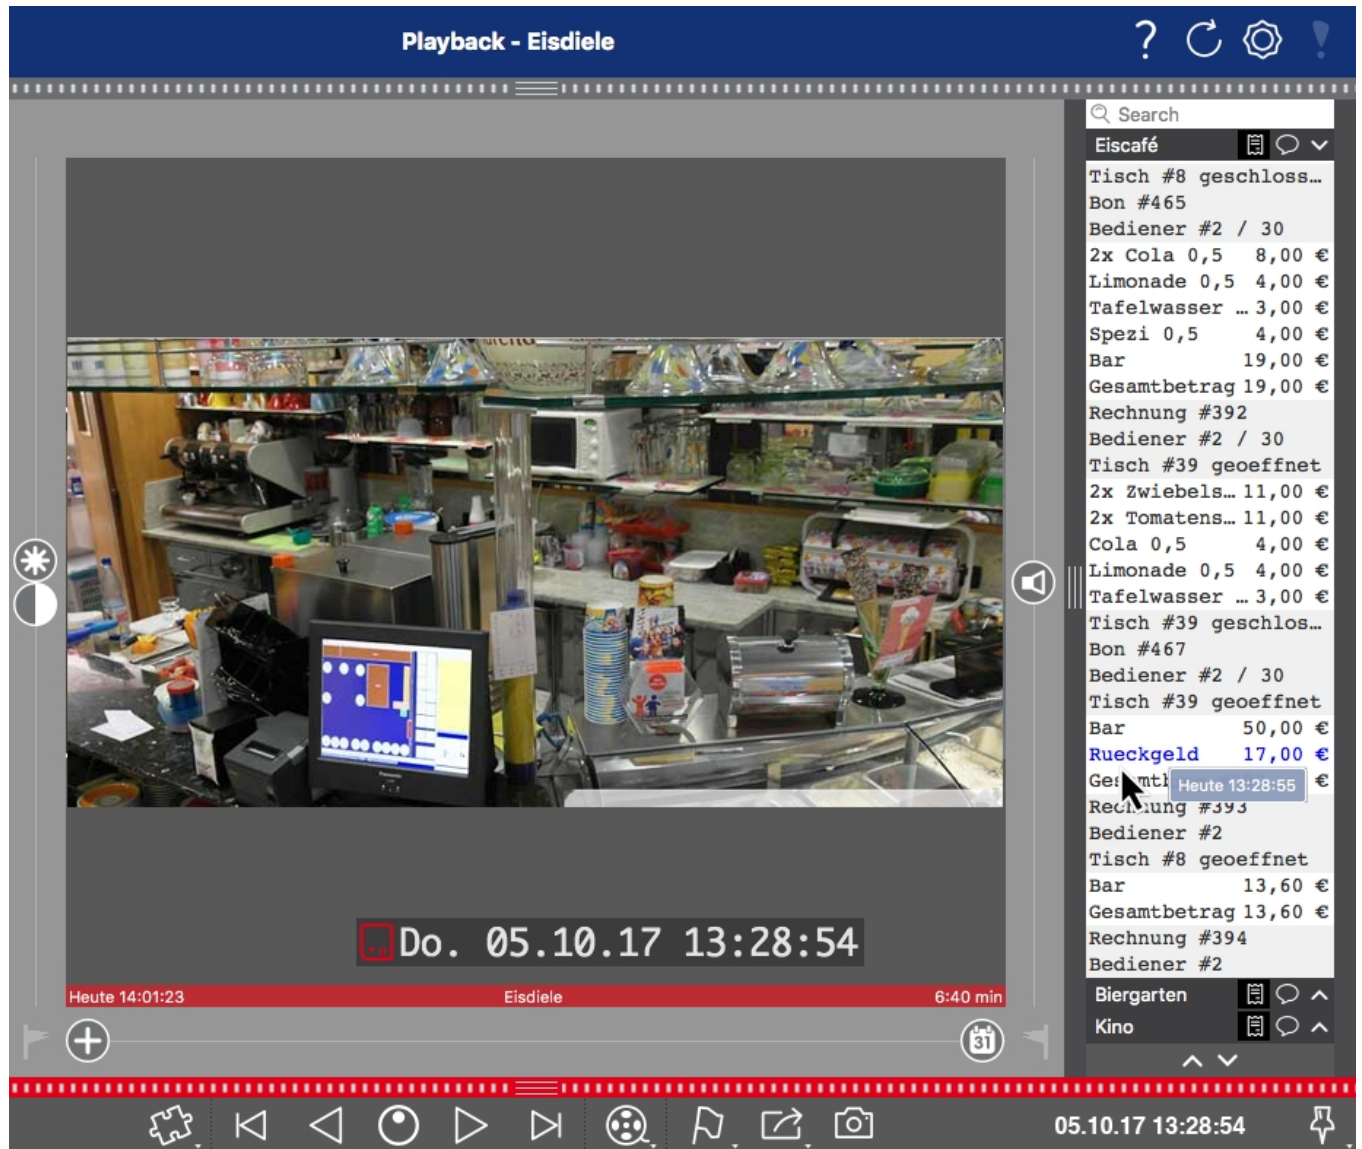 Playback - Eisdiele
Search
Eiscafé
Tisch #8 geschloss…
Bon #465
Bediener #2 / 30
2x Cola 0,5 8,00 €
Limonade 0,5 4,00 €
Tafelwasser … 3,00 €
Spezi 0,5 4,00 €
Bar 19,00 €
Gesamtbetrag 19,00 €
Rechnung #392
Bediener #2 / 30
Tisch #39 geoeffnet
2x Zwiebels… 11,00 €
2x Tomatens… 11,00 €
Cola 0,5 4,00 €
Limonade 0,5 4,00 €
Tafelwasser … 3,00 €
Tisch #39 geschlos…
Bon #467
Bediener #2 / 30
Tisch #39 geoeffnet
Bar 50,00 €
Rueckgeld 17,00 €
€
Heute 13:28:55
Rechnung #393
Bediener #2
Tisch #8 geoeffnet
Bar 13,60 €
Gesamtbetrag 13,60 €
Rechnung #394
Bediener #2
Biergarten
Kino
Do. 05.10.17 13:28:54
Heute 14:01:23 Eisdiele 6:40 min
31
05.10.17 13:28:54